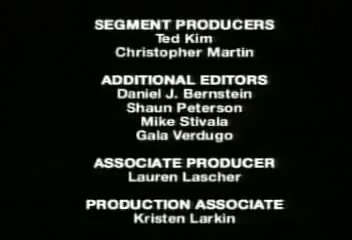 SEGMENT PRODUCERS
Ted Kim
Christopher Martin
ADDITIONAL EDITORS
Daniel J. Bernstein
Shaun Peterson
Mike Stivala
Gala Verdugo
ASSOCIATE PRODUCER
Lauren Lascher
PRODUCTION ASSOCIATE
Kristen Larkin